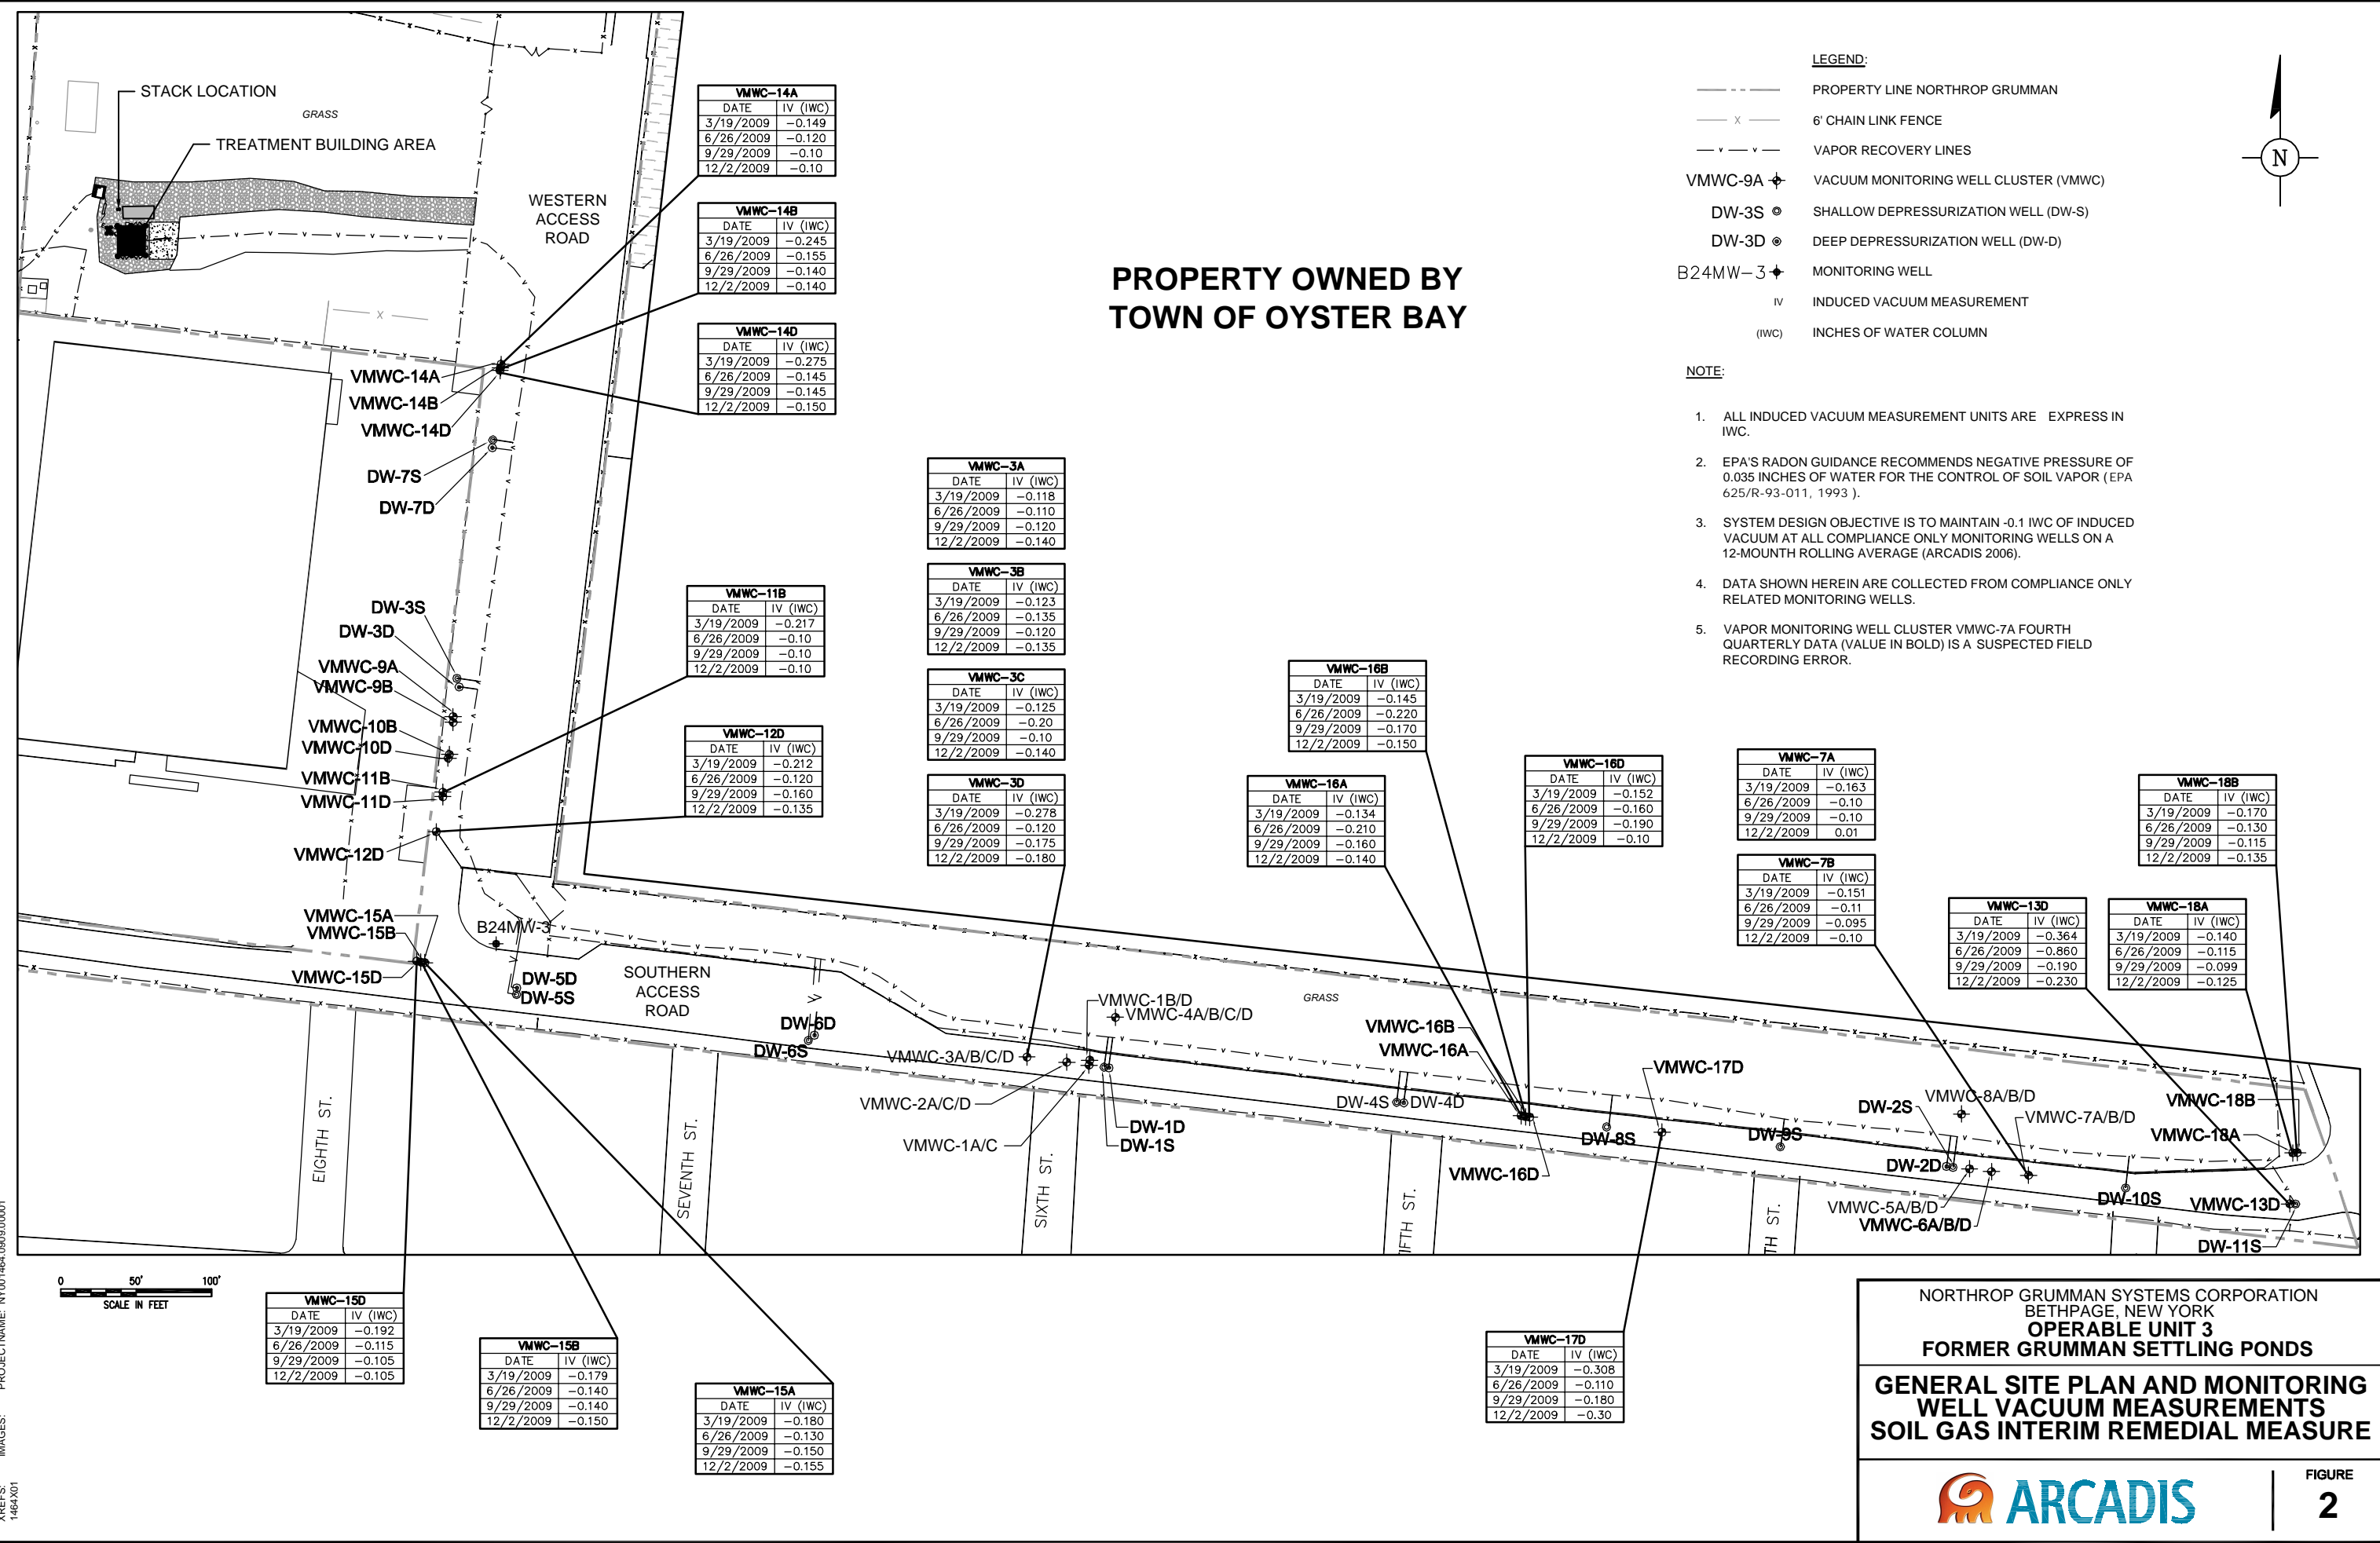 STACK LOCATION
GRASS
TREATMENT BUILDING AREA
WESTERN
ACCESS
ROAD
VMWC-14A
DATE IV (IWC)
3/19/2009 -0.149
6/26/2009 -0.120
9/29/2009 -0.10
12/2/2009 -0.10
VMWC-14B
DATE IV (IWC)
3/19/2009 -0.245
6/26/2009 -0.155
9/29/2009 -0.140
12/2/2009 -0.140
VMWC-14D
DATE IV (IWC)
3/19/2009 -0.275
6/26/2009 -0.145
9/29/2009 -0.145
12/2/2009 -0.150
PROPERTY OWNED BY
TOWN OF OYSTER BAY
LEGEND:
PROPERTY LINE NORTHROP GRUMMAN
X 6' CHAIN LINK FENCE
V V VAPOR RECOVERY LINES
VMWC-9A VACUUM MONITORING WELL CLUSTER (VMWC)
DW-3S SHALLOW DEPRESSURIZATION WELL (DW-S)
DW-3D DEEP DEPRESSURIZATION WELL (DW-D)
B24MW-3 MONITORING WELL
IV INDUCED VACUUM MEASUREMENT
(IWC) INCHES OF WATER COLUMN
N
NOTE:
1. ALL INDUCED VACUUM MEASUREMENT UNITS ARE EXPRESS IN
IWC.
2. EPA'S RADON GUIDANCE RECOMMENDS NEGATIVE PRESSURE OF
0.035 INCHES OF WATER FOR THE CONTROL OF SOIL VAPOR (EPA
625/R-93-011, 1993 ).
3. SYSTEM DESIGN OBJECTIVE IS TO MAINTAIN -0.1 IWC OF INDUCED
VACUUM AT ALL COMPLIANCE ONLY MONITORING WELLS ON A
12-MOUNTH ROLLING AVERAGE (ARCADIS 2006).
4. DATA SHOWN HEREIN ARE COLLECTED FROM COMPLIANCE ONLY
RELATED MONITORING WELLS.
5. VAPOR MONITORING WELL CLUSTER VMWC-7A FOURTH
QUARTERLY DATA (VALUE IN BOLD) IS A SUSPECTED FIELD
RECORDING ERROR.
VMWC-14A
VMWC-14B
VMWC-14D
DW-7S
DW-7D
DW-3S
DW-3D
VMWC-9A
VMWC-9B
VMWC-10B
VMWC-10D
VMWC-11B
VMWC-11D
VMWC-12D
VMWC-15A
VMWC-15B
VMWC-15D
B24MW-3
VMWC-11B
DATE IV (IWC)
3/19/2009 -0.217
6/26/2009 -0.10
9/29/2009 -0.10
12/2/2009 -0.10
VMWC-12D
DATE IV (IWC)
3/19/2009 -0.212
6/26/2009 -0.120
9/29/2009 -0.160
12/2/2009 -0.135
VMWC-3A
DATE IV (IWC)
3/19/2009 -0.118
6/26/2009 -0.110
9/29/2009 -0.120
12/2/2009 -0.140
VMWC-3B
DATE IV (IWC)
3/19/2009 -0.123
6/26/2009 -0.135
9/29/2009 -0.120
12/2/2009 -0.135
VMWC-3C
DATE IV (IWC)
3/19/2009 -0.125
6/26/2009 -0.20
9/29/2009 -0.10
12/2/2009 -0.140
VMWC-3D
DATE IV (IWC)
3/19/2009 -0.278
6/26/2009 -0.120
9/29/2009 -0.175
12/2/2009 -0.180
VMWC-16B
DATE IV (IWC)
3/19/2009 -0.145
6/26/2009 -0.220
9/29/2009 -0.170
12/2/2009 -0.150
VMWC-16A
DATE IV (IWC)
3/19/2009 -0.134
6/26/2009 -0.210
9/29/2009 -0.160
12/2/2009 -0.140
VMWC-16D
DATE IV (IWC)
3/19/2009 -0.152
6/26/2009 -0.160
9/29/2009 -0.190
12/2/2009 -0.10
VMWC-7A
DATE IV (IWC)
3/19/2009 -0.163
6/26/2009 -0.10
9/29/2009 -0.10
12/2/2009 0.01
VMWC-7B
DATE IV (IWC)
3/19/2009 -0.151
6/26/2009 -0.11
9/29/2009 -0.095
12/2/2009 -0.10
VMWC-18B
DATE IV (IWC)
3/19/2009 -0.170
6/26/2009 -0.130
9/29/2009 -0.115
12/2/2009 -0.135
VMWC-13D
DATE IV (IWC)
3/19/2009 -0.364
6/26/2009 -0.860
9/29/2009 -0.190
12/2/2009 -0.230
VMWC-18A
DATE IV (IWC)
3/19/2009 -0.140
6/26/2009 -0.115
9/29/2009 -0.099
12/2/2009 -0.125
DW-5D
DW-5S
SOUTHERN
ACCESS
ROAD
DW-6D
DW-6S
VMWC-3A/B/C/D
VMWC-2A/C/D
VMWC-1A/C
VMWC-1B/D
VMWC-4A/B/C/D
DW-1D
DW-1S
GRASS
VMWC-16B
VMWC-16A
DW-4S
DW-4D
VMWC-16D
VMWC-17D
DW-8S
DW-9S
DW-2S
DW-2D
VMWC-8A/B/D
VMWC-7A/B/D
VMWC-5A/B/D
VMWC-6A/B/D
DW-10S
VMWC-18B
VMWC-18A
VMWC-13D
DW-11S
EIGHTH ST.
SEVENTH ST.
SIXTH ST.
IFTH ST.
TH ST.
0 50' 100'
SCALE IN FEET
VMWC-15D
DATE IV (IWC)
3/19/2009 -0.192
6/26/2009 -0.115
9/29/2009 -0.105
12/2/2009 -0.105
VMWC-15B
DATE IV (IWC)
3/19/2009 -0.179
6/26/2009 -0.140
9/29/2009 -0.140
12/2/2009 -0.150
VMWC-15A
DATE IV (IWC)
3/19/2009 -0.180
6/26/2009 -0.130
9/29/2009 -0.150
12/2/2009 -0.155
VMWC-17D
DATE IV (IWC)
3/19/2009 -0.308
6/26/2009 -0.110
9/29/2009 -0.180
12/2/2009 -0.30
NORTHROP GRUMMAN SYSTEMS CORPORATION
BETHPAGE, NEW YORK
OPERABLE UNIT 3
FORMER GRUMMAN SETTLING PONDS
GENERAL SITE PLAN AND MONITORING
WELL VACUUM MEASUREMENTS
SOIL GAS INTERIM REMEDIAL MEASURE
ARCADIS
FIGURE
2
XREFS: IMAGES: PROJECTNAME:
1464X01